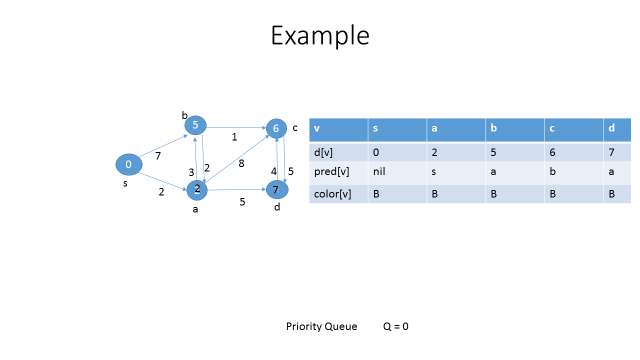 Example
b
5
6
c
v s a b c d
1
d[v] 0 2 5 6 7
7
0
3
2
8
4
5
pred[v] nil s a b a
s
2
2
7
color[v] B B B B B
5
a
d
Priority Queue Q = 0